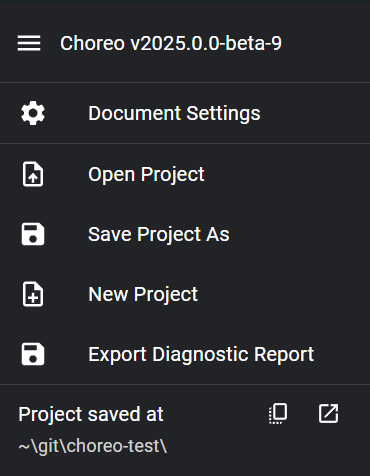 Choreo v2025.0.0-beta-9
Document Settings
Open Project
Save Project As
New Project
Export Diagnostic Report
Project saved at
~\git\choreo-test\